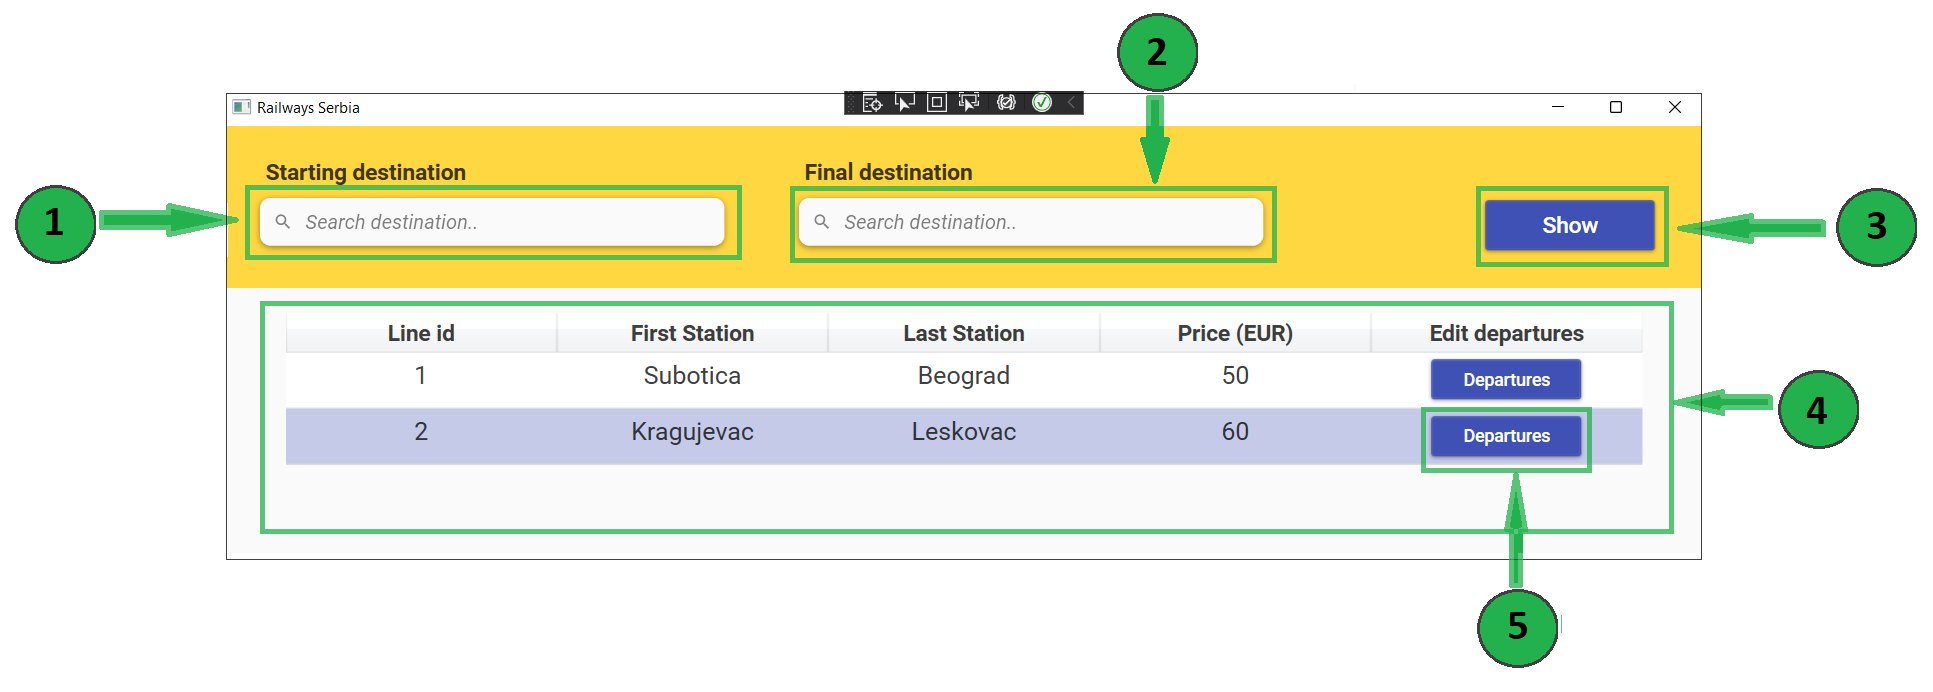 2
Railways Serbia
Starting destination
Final destination
1
Search destination..
Search destination..
Show
3
Line id First Station Last Station Price (EUR) Edit departures
1 Subotica Beograd 50 Departures
2 Kragujevac Leskovac 60 Departures
4
5